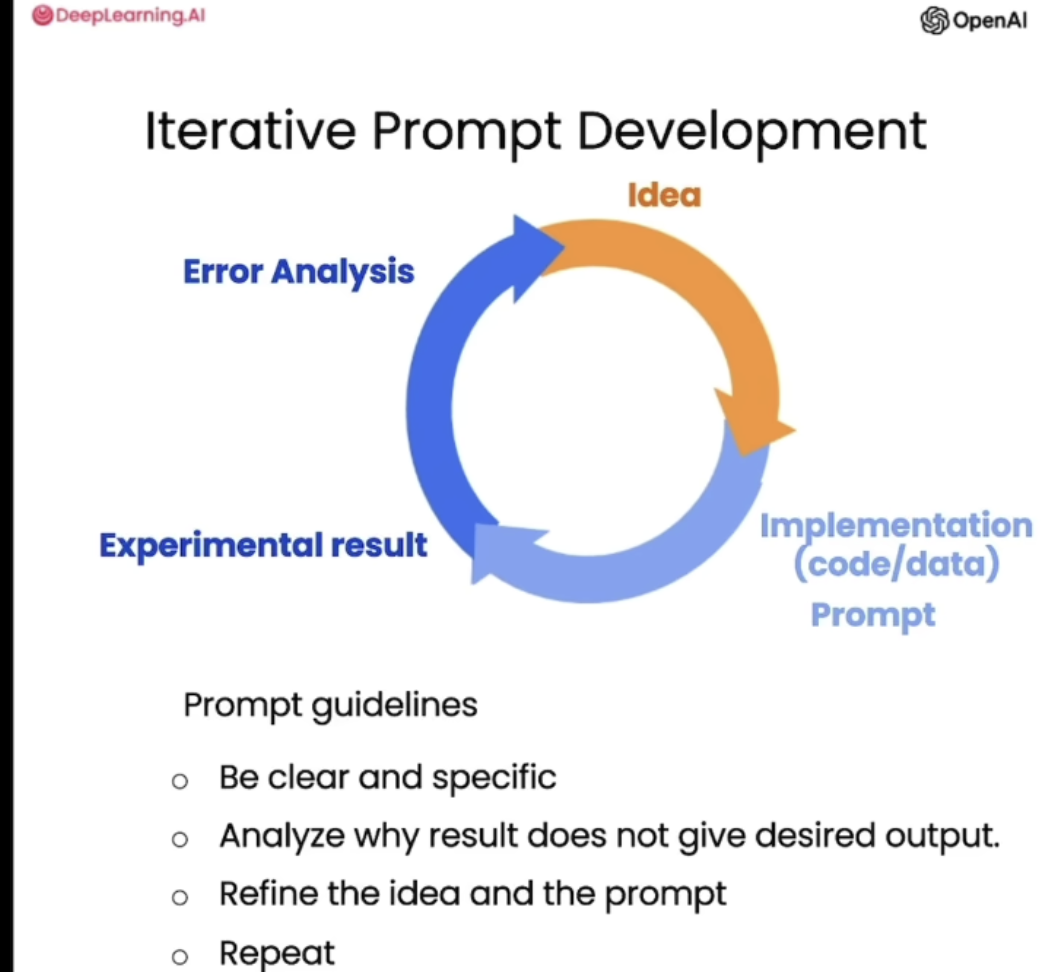 DeepLearning.AI
OpenAI
Iterative Prompt Development
Idea
Error Analysis
Implementation
(code/data)
Prompt
Experimental result
Prompt guidelines
o Be clear and specific
o Analyze why result does not give desired output.
o Refine the idea and the prompt
o Repeat